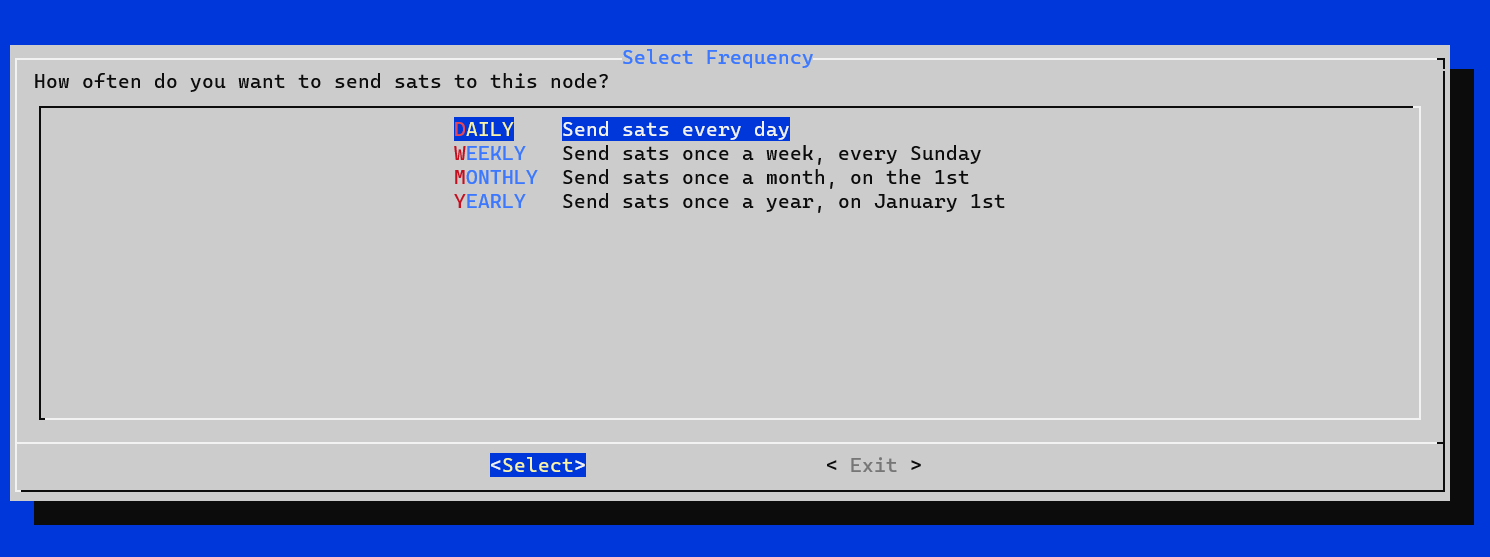 Select Frequency
How often do you want to send sats to this node?
DAILY Send sats every day
WEEKLY Send sats once a week, every Sunday
MONTHLY Send sats once a month, on the 1st
YEARLY Send sats once a year, on January 1st
<Select> < Exit >